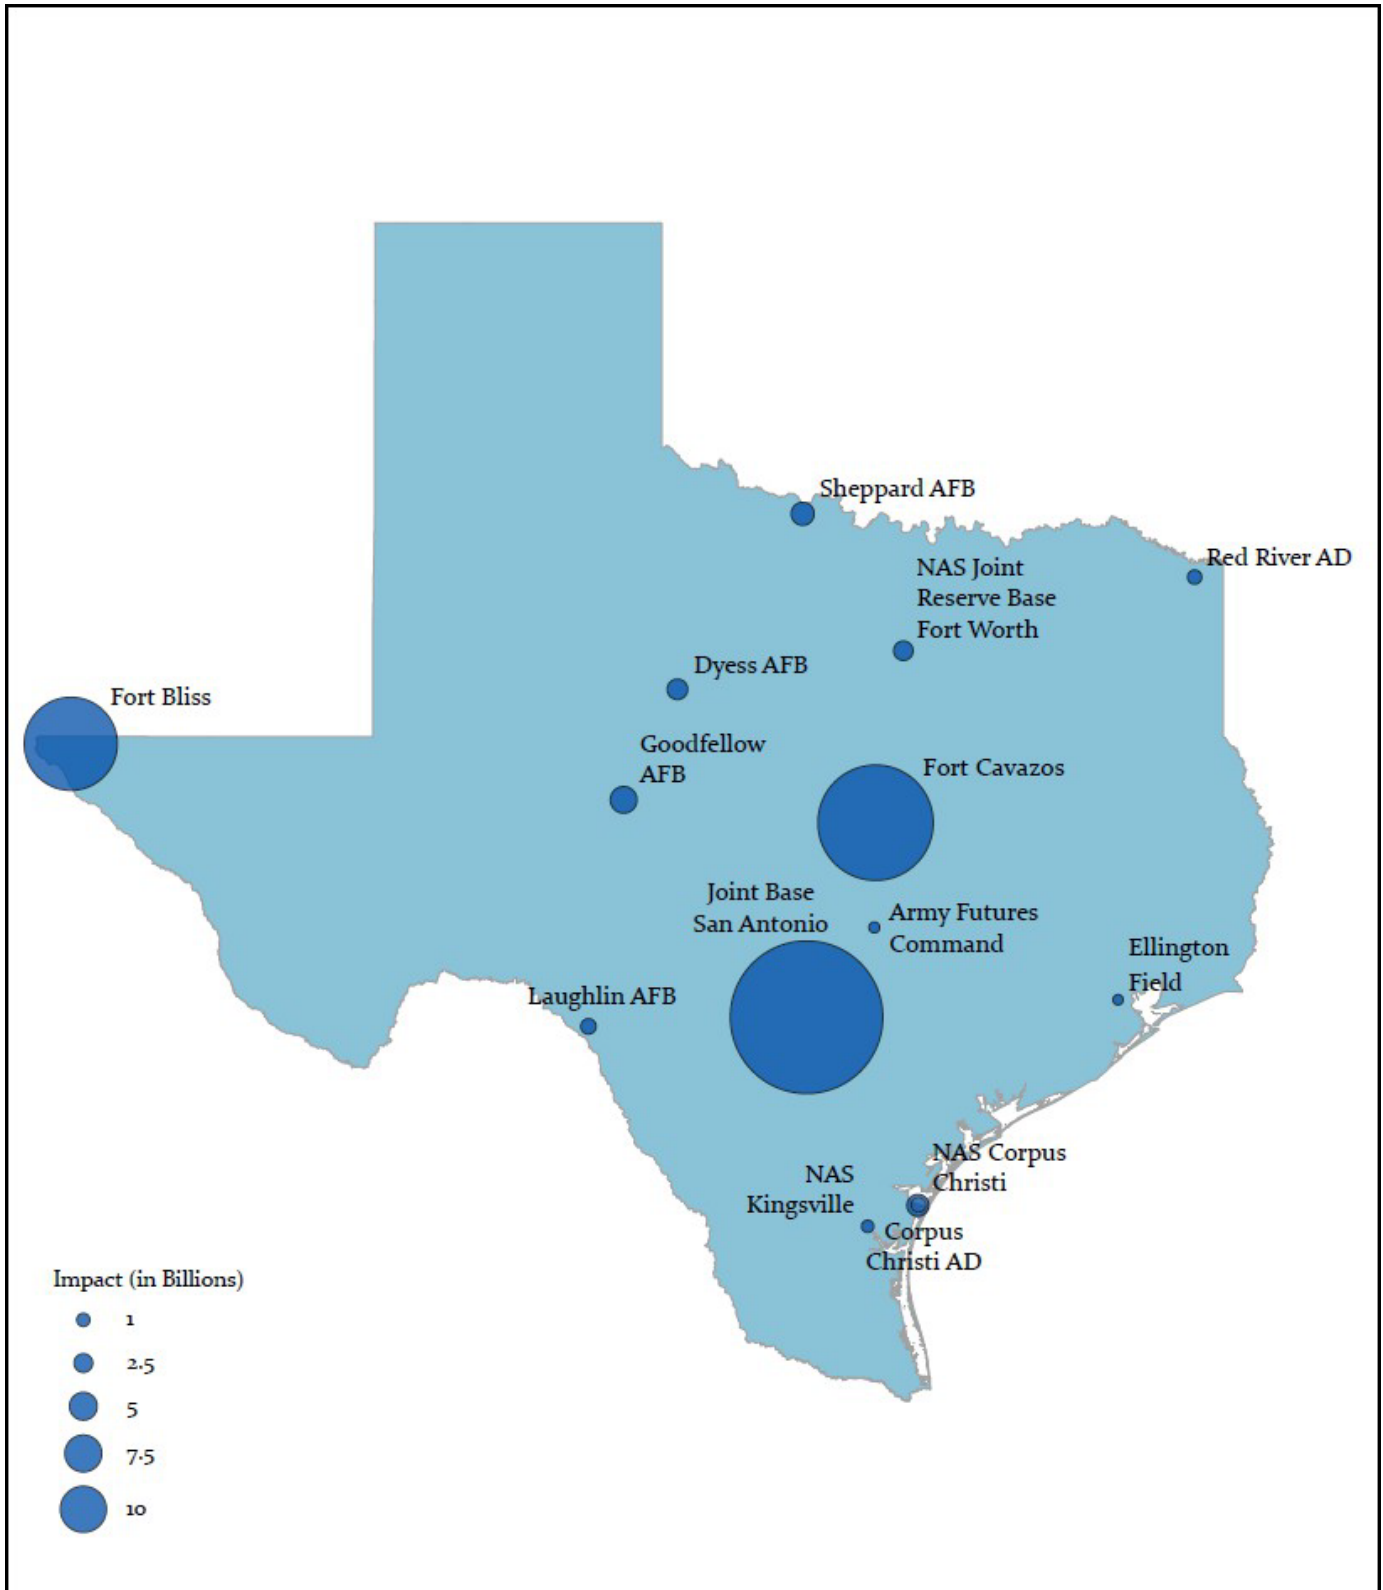 Sheppard AFB
Red River AD
NAS Joint
Reserve Base
Fort Worth
Dyess AFB
Fort Bliss
Goodfellow
AFB
Fort Cavazos
Joint Base
San Antonio
Army Futures
Command
Ellington
Field
Laughlin AFB
NAS Corpus
Christi
NAS
Kingsville
Corpus
Christi AD
Impact (in Billions)
1
2.5
5
7.5
10